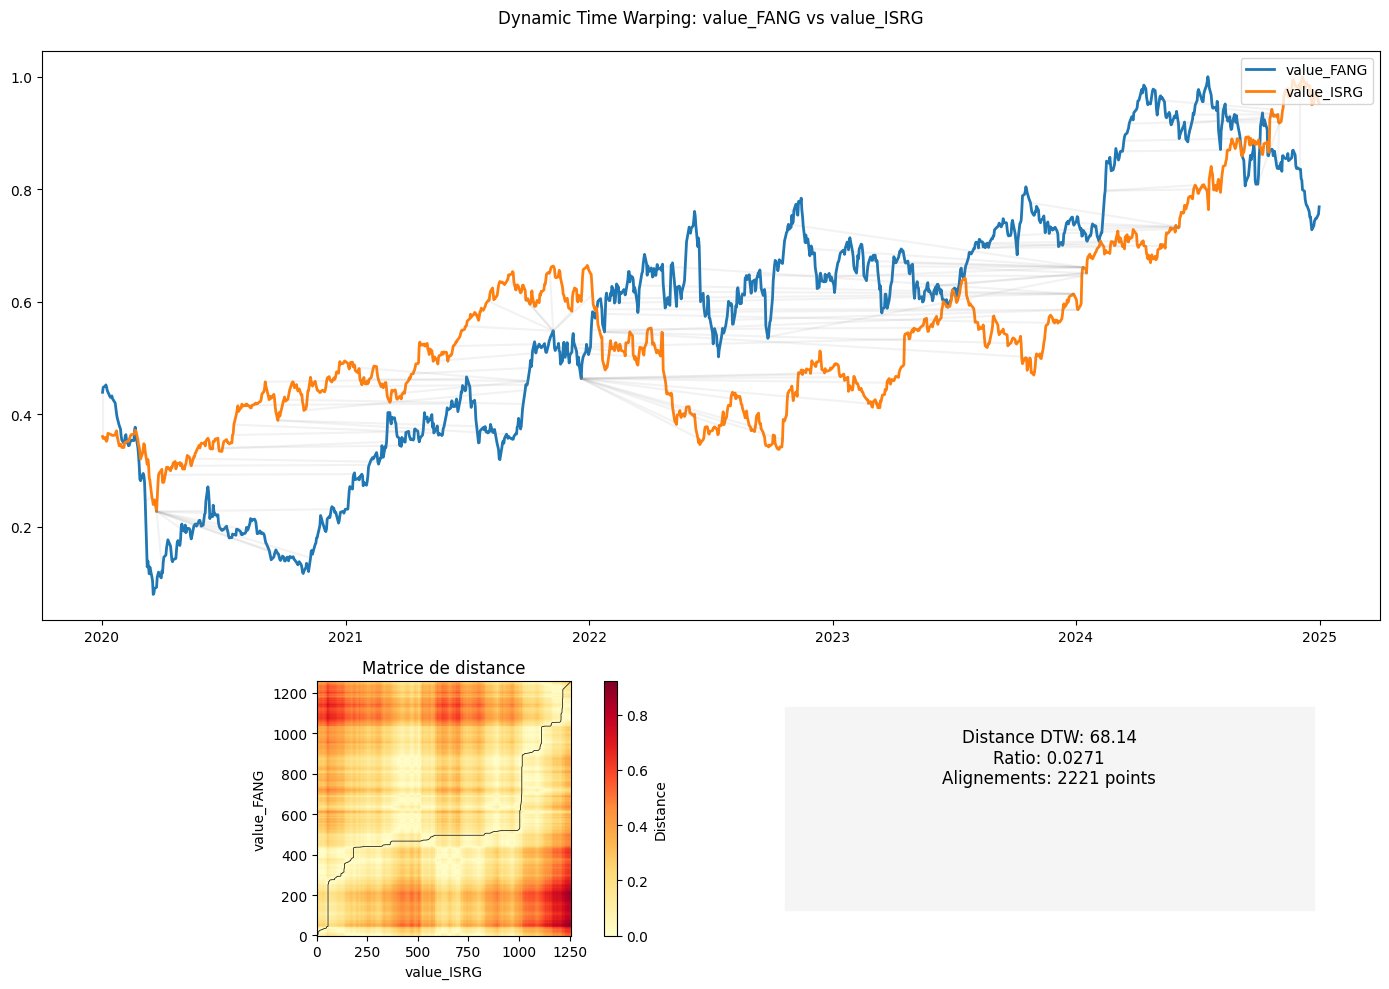 Dynamic Time Warping: value_FANG vs value_ISRG
value_FANG
value_ISRG
1.0
0.8
0.6
0.4
0.2
2020 2021 2022 2023 2024 2025
Matrice de distance
value_FANG
1200
1000
800
600
400
200
0
0 250 500 750 1000 1250
value_ISRG
0.8
0.6
0.4
0.2
0.0
Distance
Distance DTW: 68.14
Ratio: 0.0271
Alignements: 2221 points